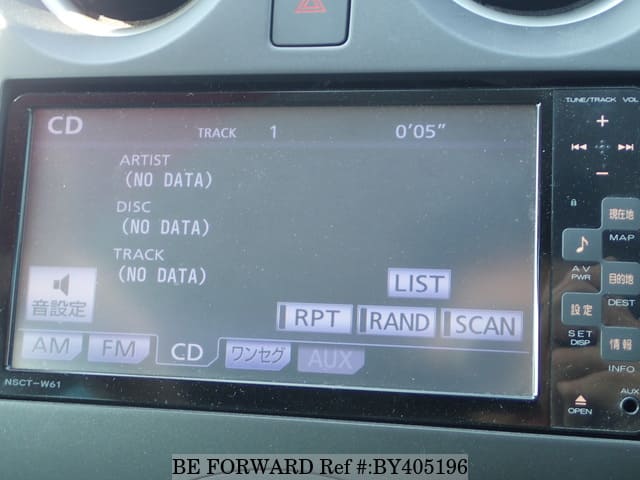 CD TRACK 1 0'05"
ARTIST
(NO DATA)
DISC
(NO DATA)
TRACK
(NO DATA)
LIST
音設定
RPT RAND SCAN
AM FM CD ワンセグ AUX
NSCT-W61
TUNE/TRACK VOL
+
−
現在地
MAP
AV
PWR
目的地
DEST
設定
SET
DISP
情報
INFO
AUX
OPEN
BE FORWARD Ref #:BY405196